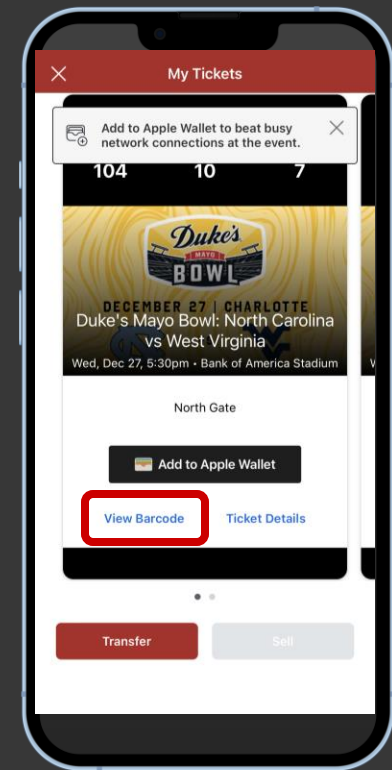 My Tickets
Add to Apple Wallet to beat busy
network connections at the event.
104 10 7
Duke's
MAYO
BOWL
DECEMBER 27 | CHARLOTTE
Duke's Mayo Bowl: North Carolina
vs West Virginia
Wed, Dec 27, 5:30pm • Bank of America Stadium
North Gate
Add to Apple Wallet
View Barcode Ticket Details
Transfer Sell